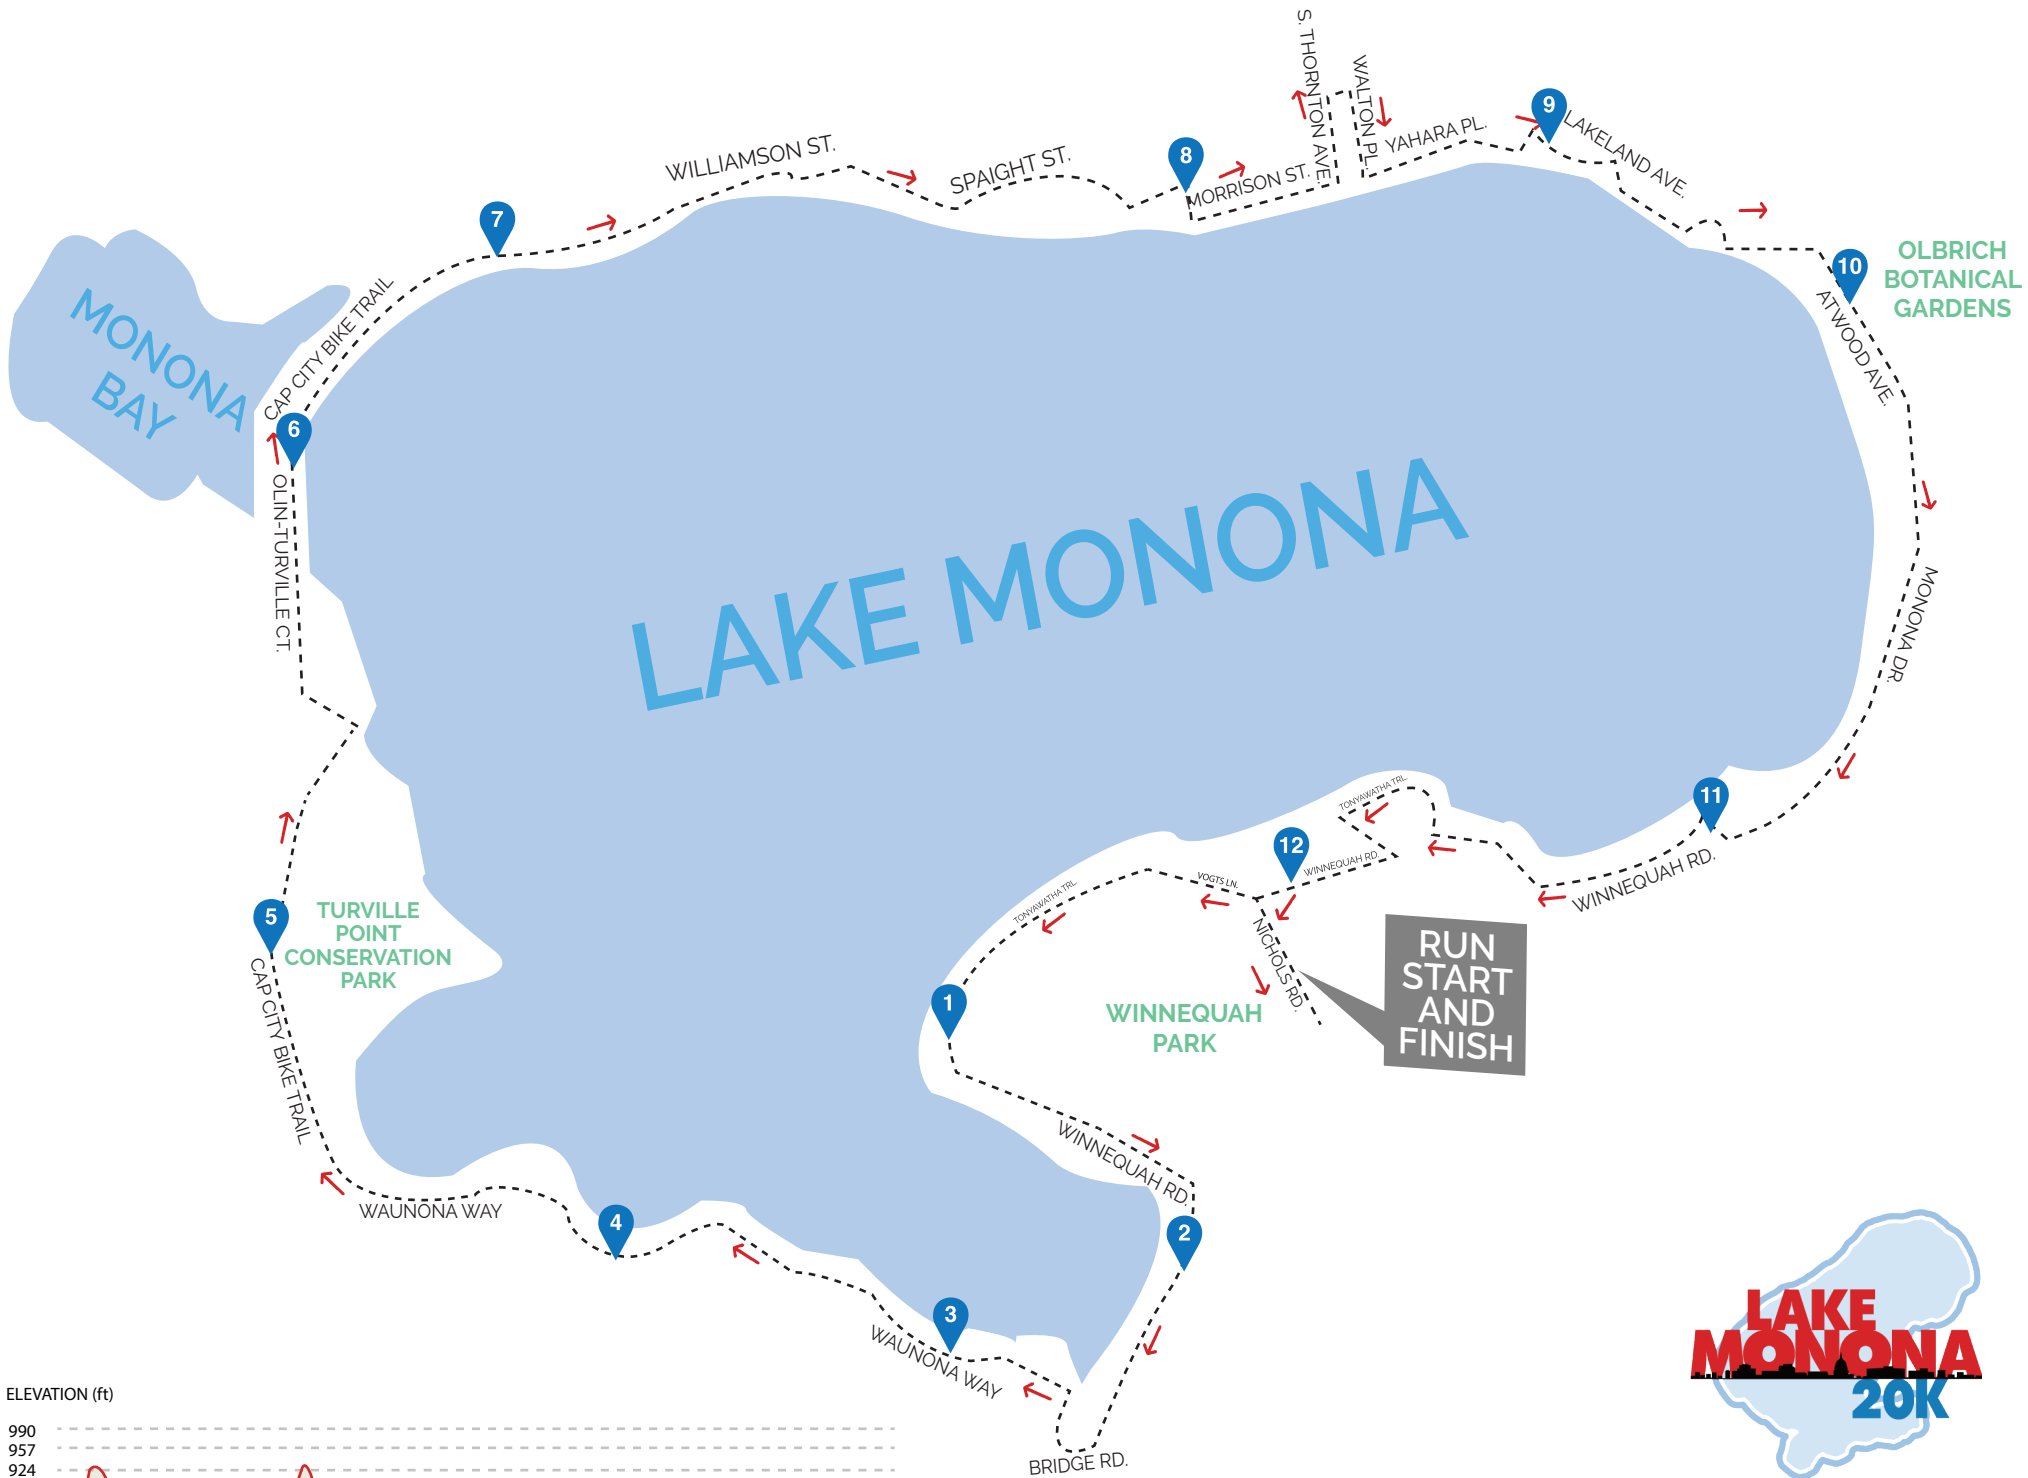 S. THORNTON AVE.
WALTON PL.
YAHARA PL.
9
LAKELAND AVE.
WILLIAMSON ST.
SPAIGHT ST.
8
MORRISON ST.
7
10
OLBRICH
BOTANICAL
GARDENS
ATWOOD AVE.
MONONA
BAY
CAP CITY BIKE TRAIL
6
OLIN-TURVILLE CT.
LAKE MONONA
MONONA DR.
11
WINNEQUAH RD.
TONYAWATHA TRL.
12
WINNEQUAH RD.
VOGTS LN.
TONYAWATHA TRL.
NICHOLS RD.
RUN
START
AND
FINISH
5
TURVILLE
POINT
CONSERVATION
PARK
CAP CITY BIKE TRAIL
1
WINNEQUAH
PARK
WINNEQUAH RD.
2
WAUNONA WAY
4
3
WAUNONA WAY
BRIDGE RD.
LAKE
MONONA
20K
ELEVATION (ft)
990
957
924